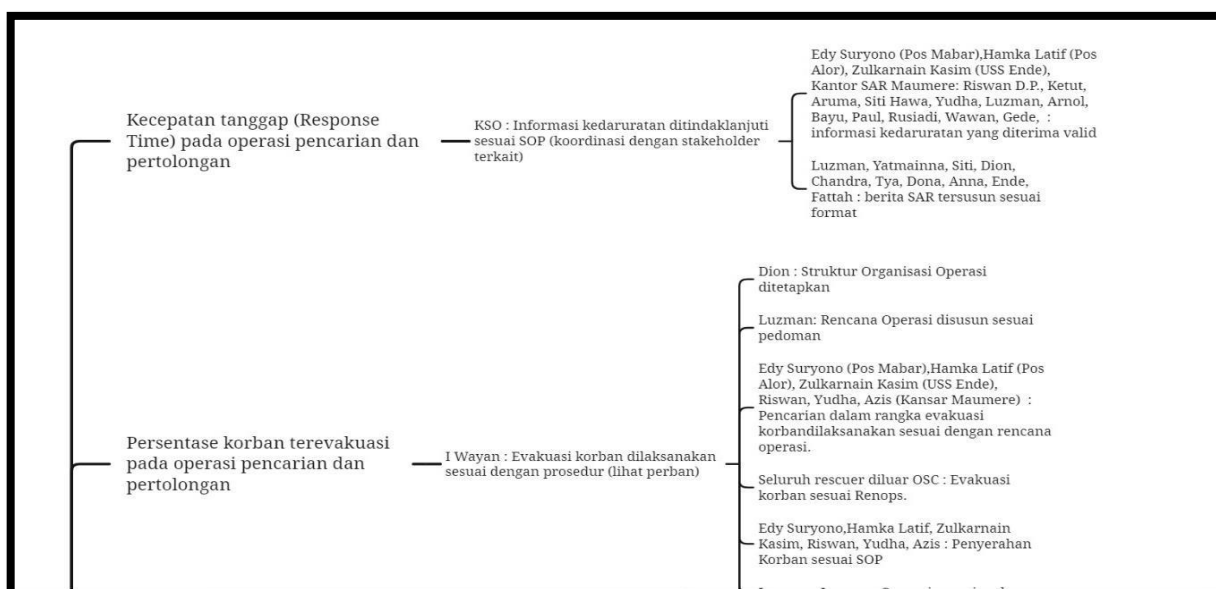 Kecepatan tanggap (Response
Time) pada operasi pencarian dan
pertolongan
KSO : Informasi kedaruratan ditindaklanjuti
sesuai SOP (koordinasi dengan stakeholder
terkait)
Edy Suryono (Pos Mabar),Hamka Latif (Pos
Alor), Zulkarnain Kasim (USS Ende),
Kantor SAR Maumere: Riswan D.P., Ketut,
Aruma, Siti Hawa, Yudha, Luzman, Arnol,
Bayu, Paul, Rusiadi, Wawan, Gede, :
informasi kedaruratan yang diterima valid
Luzman, Yatmainna, Siti, Dion,
Chandra, Tya, Dona, Anna, Ende,
Fattah : berita SAR tersusun sesuai
format
Persentase korban terevakuasi
pada operasi pencarian dan
pertolongan
I Wayan : Evakuasi korban dilaksanakan
sesuai dengan prosedur (lihat perban)
Dion : Struktur Organisasi Operasi
ditetapkan
Luzman: Rencana Operasi disusun sesuai
pedoman
Edy Suryono (Pos Mabar),Hamka Latif (Pos
Alor), Zulkarnain Kasim (USS Ende),
Riswan, Yudha, Azis (Kansar Maumere) :
Pencarian dalam rangka evakuasi
korbandilaksanakan sesuai dengan rencana
operasi.
Seluruh rescuer diluar OSC : Evakuasi
korban sesuai Renops.
Edy Suryono,Hamka Latif, Zulkarnain
Kasim, Riswan, Yudha, Azis : Penyerahan
Korban sesuai SOP